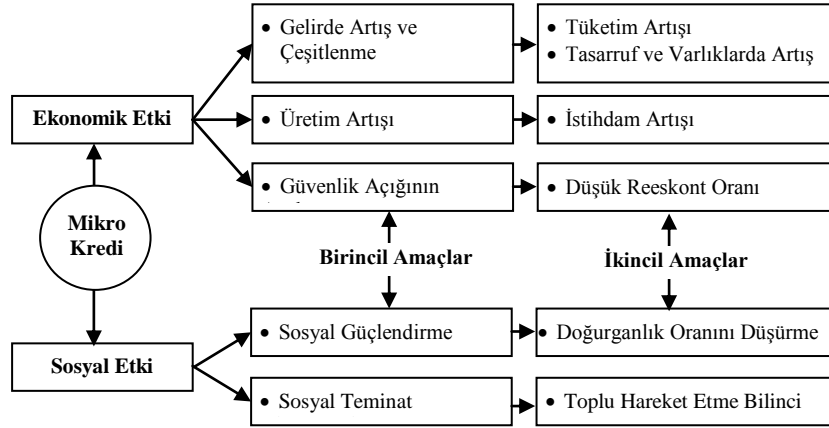 • Gelirde Artış ve
Çeşitlenme
• Tüketim Artışı
• Tasarruf ve Varlıklarda Artış
Ekonomik Etki
• Üretim Artışı
• İstihdam Artışı
• Güvenlik Açığının
• Düşük Reeskont Oranı
Mikro
Kredi
Birincil Amaçlar
İkincil Amaçlar
• Sosyal Güçlendirme
• Doğurganlık Oranını Düşürme
Sosyal Etki
• Sosyal Teminat
• Toplu Hareket Etme Bilinci